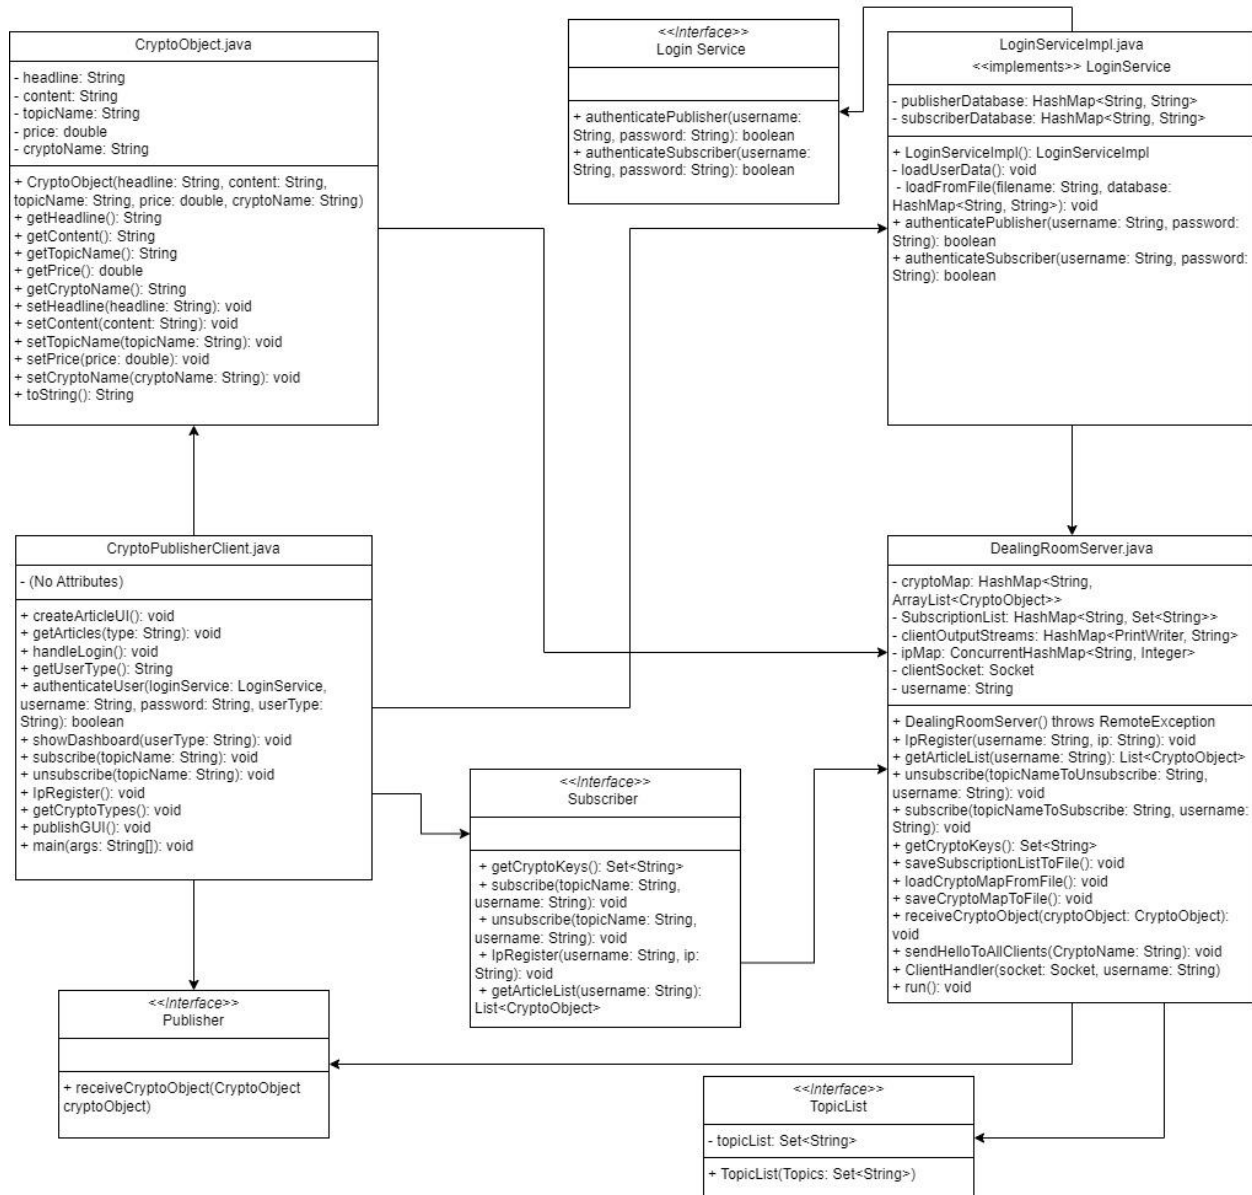 CryptoObject.java
- headline: String
- content: String
- topicName: String
- price: double
- cryptoName: String
+ CryptoObject(headline: String, content: String,
topicName: String, price: double, cryptoName: String)
+ getHeadline(): String
+ getContent(): String
+ getTopicName(): String
+ getPrice(): double
+ getCryptoName(): String
+ setHeadline(headline: String): void
+ setContent(content: String): void
+ setTopicName(topicName: String): void
+ setPrice(price: double): void
+ setCryptoName(cryptoName: String): void
+ toString(): String
<<Interface>>
Login Service
+ authenticatePublisher(username:
String, password: String): boolean
+ authenticateSubscriber(username:
String, password: String): boolean
LoginServiceImpl.java
<<implements>> LoginService
- publisherDatabase: HashMap<String, String>
- subscriberDatabase: HashMap<String, String>
+ LoginServiceImpl(): LoginServiceImpl
- loadUserData(): void
- loadFromFile(filename: String, database:
HashMap<String, String>): void
+ authenticatePublisher(username: String, password:
String): boolean
+ authenticateSubscriber(username: String, password:
String): boolean
CryptoPublisherClient.java
- (No Attributes)
+ createArticleUI(): void
+ getArticles(type: String): void
+ handleLogin(): void
+ getUserType(): String
+ authenticateUser(loginService: LoginService,
username: String, password: String, userType:
String): boolean
+ showDashboard(userType: String): void
+ subscribe(topicName: String): void
+ unsubscribe(topicName: String): void
+ IpRegister(): void
+ getCryptoTypes(): void
+ publishGUI(): void
+ main(args: String[]): void
<<Interface>>
Subscriber
+ getCryptoKeys(): Set<String>
+ subscribe(topicName: String,
username: String): void
+ unsubscribe(topicName: String,
username: String): void
+ IpRegister(username: String, ip:
String): void
+ getArticleList(username: String):
List<CryptoObject>
DealingRoomServer.java
- cryptoMap: HashMap<String,
ArrayList<CryptoObject>>
- SubscriptionList: HashMap<String, Set<String>>
- clientOutputStreams: HashMap<PrintWriter, String>
- ipMap: ConcurrentHashMap<String, Integer>
- clientSocket: Socket
- username: String
+ DealingRoomServer() throws RemoteException
+ IpRegister(username: String, ip: String): void
+ getArticleList(username: String): List<CryptoObject>
+ unsubscribe(topicNameToUnsubscribe: String,
username: String): void
+ subscribe(topicNameToSubscribe: String, username:
String): void
+ getCryptoKeys(): Set<String>
+ saveSubscriptionListToFile(): void
+ loadCryptoMapFromFile(): void
+ saveCryptoMapToFile(): void
+ receiveCryptoObject(cryptoObject: CryptoObject):
void
+ sendHelloToAllClients(CryptoName: String): void
+ ClientHandler(socket: Socket, username: String)
+ run(): void
<<Interface>>
Publisher
+ receiveCryptoObject(CryptoObject
cryptoObject)
<<Interface>>
TopicList
- topicList: Set<String>
+ TopicList(Topics: Set<String>)